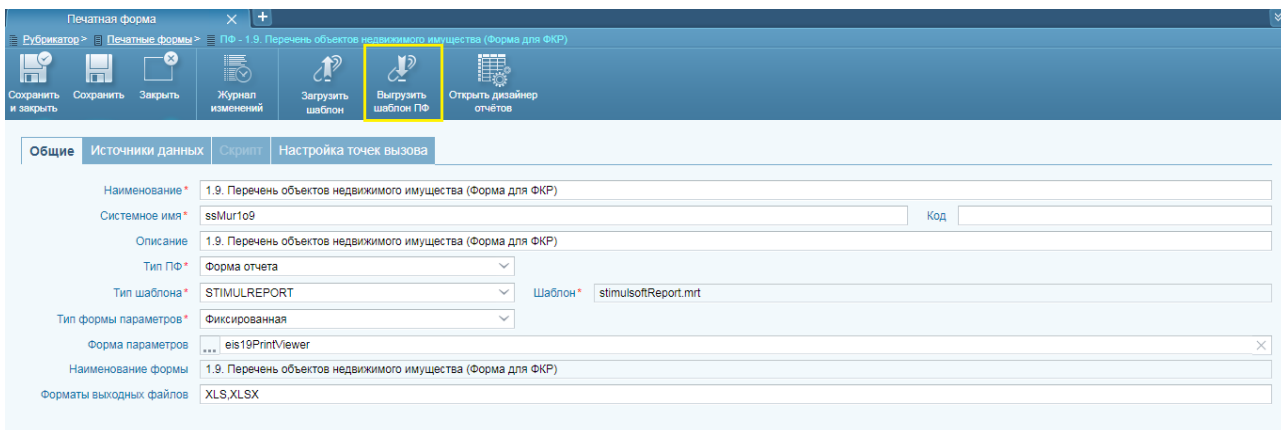 Печатная форма
Рубрикатор > Печатные формы > ПФ - 1.9. Перечень объектов недвижимого имущества (Форма для ФКР)
Сохранить и закрыть
Сохранить
Закрыть
Журнал изменений
Загрузить шаблон
Выгрузить шаблон ПФ
Открыть дизайнер отчётов
Общие Источники данных Скрипт Настройка точек вызова
Наименование* 1.9. Перечень объектов недвижимого имущества (Форма для ФКР)
Системное имя* ssMur1o9 Код
Описание 1.9. Перечень объектов недвижимого имущества (Форма для ФКР)
Тип ПФ* Форма отчета
Тип шаблона* STIMULREPORT Шаблон* stimulsoftReport.mrt
Тип формы параметров* Фиксированная
Форма параметров ... eis19PrintViewer
Наименование формы 1.9. Перечень объектов недвижимого имущества (Форма для ФКР)
Форматы выходных файлов XLS,XLSX